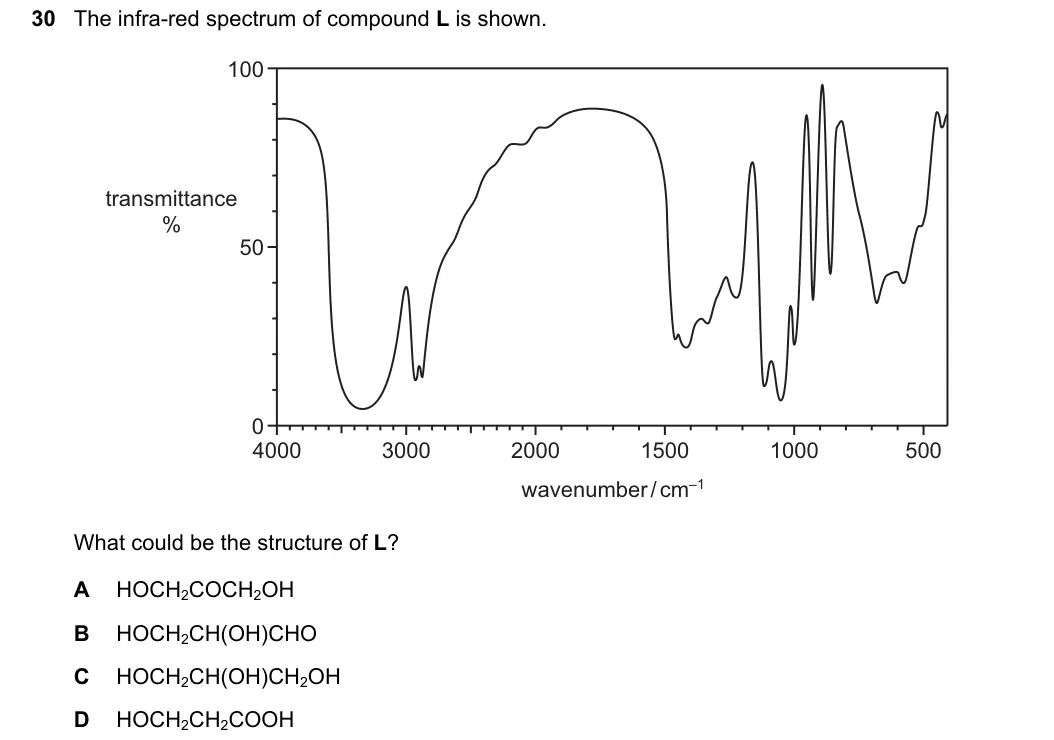 30 The infra-red spectrum of compound L is shown.
100
transmittance
%
50
0
4000 3000 2000 1500 1000 500
wavenumber / cm⁻¹
What could be the structure of L?
A HOCH₂COCH₂OH
B HOCH₂CH(OH)CHO
C HOCH₂CH(OH)CH₂OH
D HOCH₂CH₂COOH